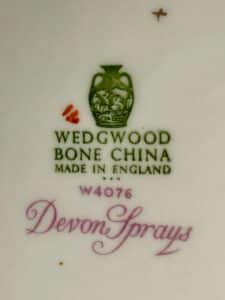 WEDGWOOD
BONE CHINA
MADE IN ENGLAND
W4076
Devon Sprays